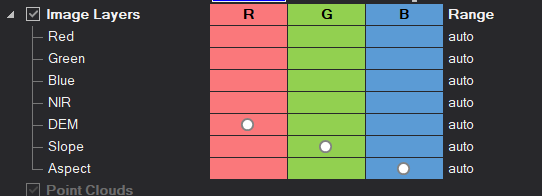 Image Layers R G B Range
Red auto
Green auto
Blue auto
NIR auto
DEM auto
Slope auto
Aspect auto
Point Clouds